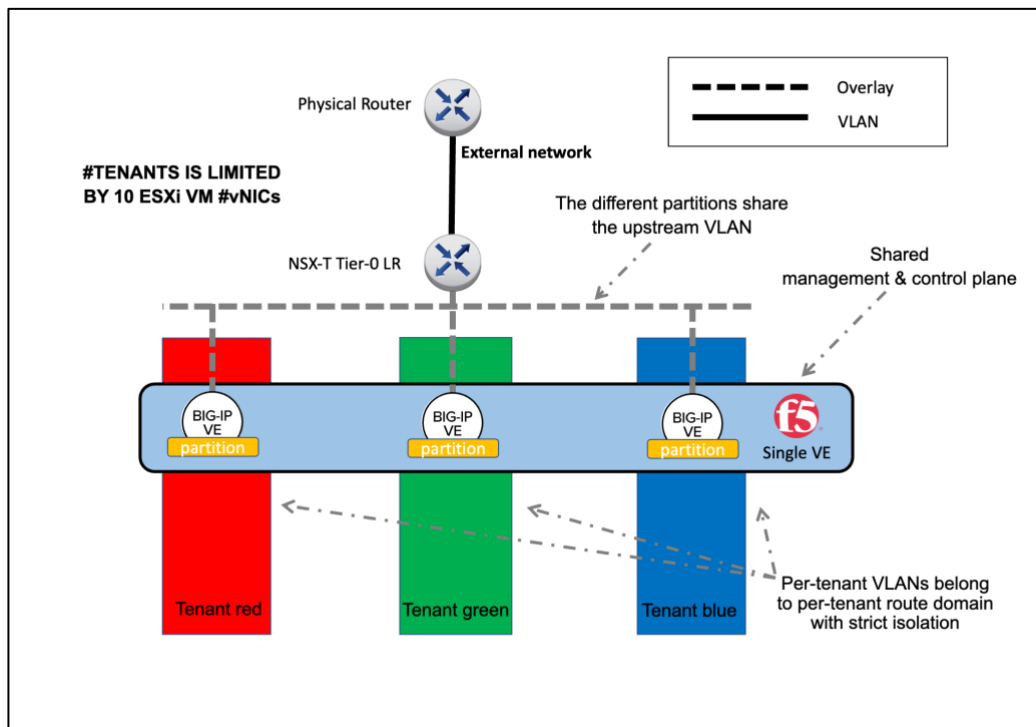 Overlay
VLAN
Physical Router
External network
#TENANTS IS LIMITED
BY 10 ESXi VM #vNICs
The different partitions share
the upstream VLAN
NSX-T Tier-0 LR
Shared
management & control plane
BIG-IP
VE
partition
BIG-IP
VE
partition
BIG-IP
VE
partition
f5
Single VE
Tenant red
Tenant green
Tenant blue
Per-tenant VLANs belong
to per-tenant route domain
with strict isolation